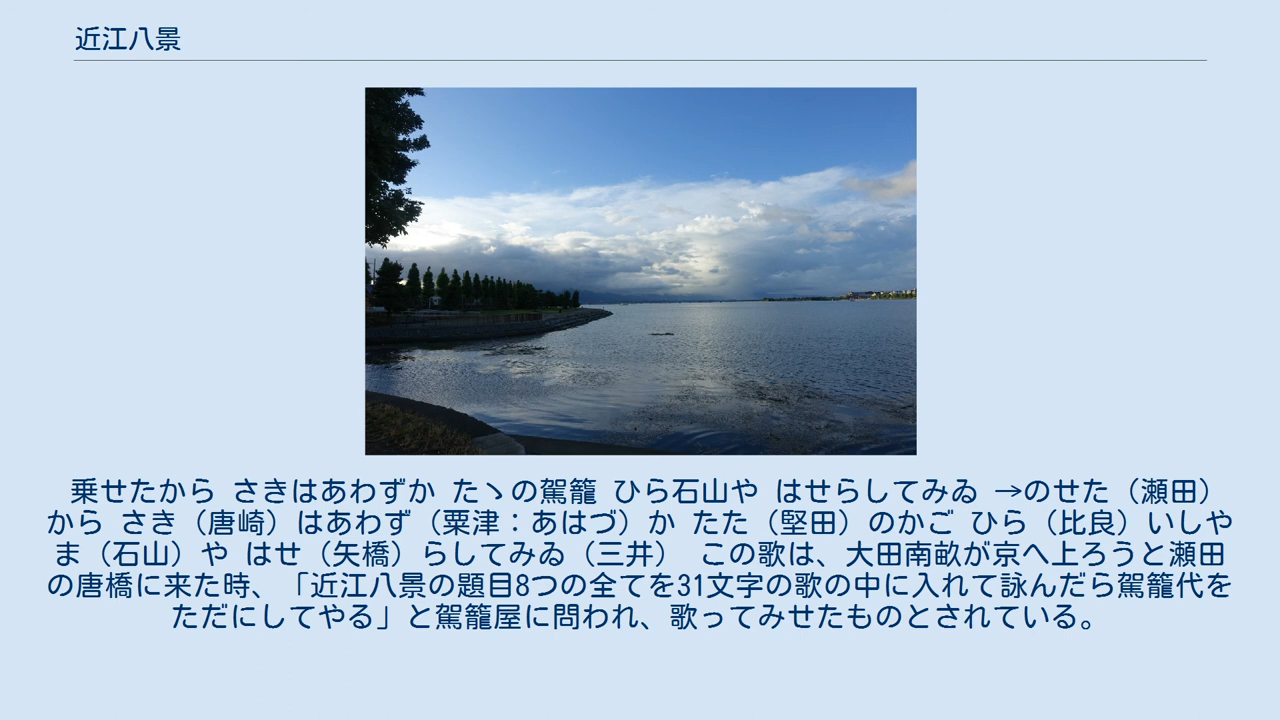 近江八景
乗せたから さきはあわずか たゝの駕籠 ひら石山や はせらしてみゐ →のせた（瀬田）
から さき（唐崎）はあわず（粟津：あはづ）か たた（堅田）のかご ひら（比良）いしや
ま（石山）や はせ（矢橋）らしてみゐ（三井） この歌は、大田南畝が京へ上ろうと瀬田
の唐橋に来た時、「近江八景の題目8つの全てを31文字の歌の中に入れて詠んだら駕籠代を
ただにしてやる」と駕籠屋に問われ、歌ってみせたものとされている。